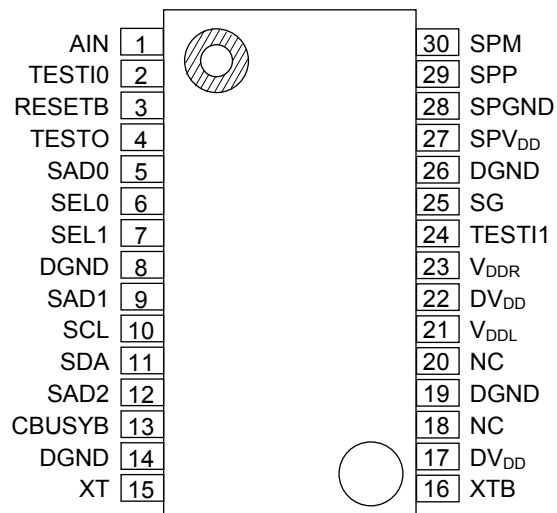 AIN 1 30 SPM
TESTI0 2 29 SPP
RESETB 3 28 SPGND
TESTO 4 27 SPVDD
SAD0 5 26 DGND
SEL0 6 25 SG
SEL1 7 24 TESTI1
DGND 8 23 VDDR
SAD1 9 22 DVDD
SCL 10 21 VDDL
SDA 11 20 NC
SAD2 12 19 DGND
CBUSYB 13 18 NC
DGND 14 17 DVDD
XT 15 16 XTB